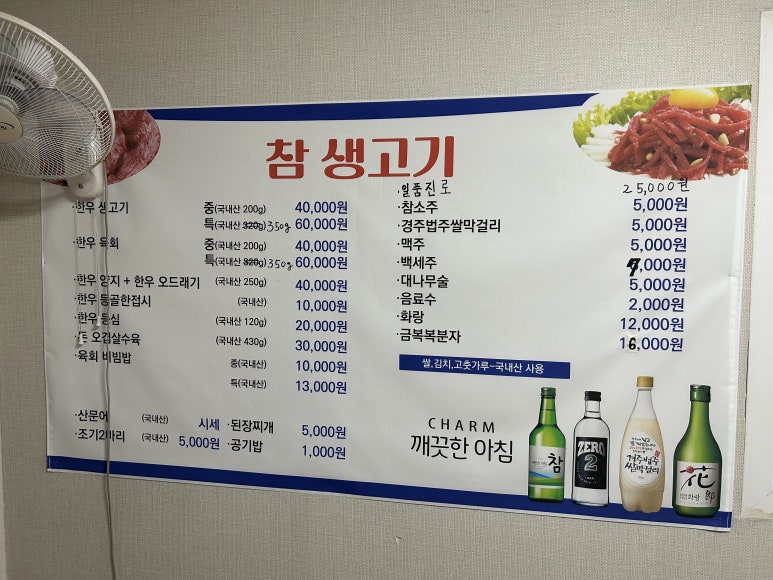 참 생고기
·한우 생고기 중(국내산 200g) 40,000원
특(국내산 320g)350g 60,000원
·한우 육회 중(국내산 200g) 40,000원
특(국내산 320g)350g 60,000원
·한우 양지 + 한우 오드래기 (국내산 250g) 40,000원
·한우 등골한접시 (국내산) 10,000원
·한우 등심 (국내산 120g) 20,000원
돈 오겹살수육 (국내산 430g) 30,000원
·육회 비빔밥 중(국내산) 10,000원
특(국내산) 13,000원
·산문어 (국내산) 시세
·조기2마리 (국내산) 5,000원
·된장찌개 5,000원
·공기밥 1,000원
·일품진로 25,000원
·참소주 5,000원
·경주법주쌀막걸리 5,000원
·맥주 5,000원
·백세주 7,000원
·대나무술 5,000원
·음료수 2,000원
·화랑 12,000원
·금복복분자 16,000원
쌀,김치,고춧가루-국내산 사용
CHARM
깨끗한 아침
참
ZERO
2
경주법주
쌀막걸리
花
화랑
郞